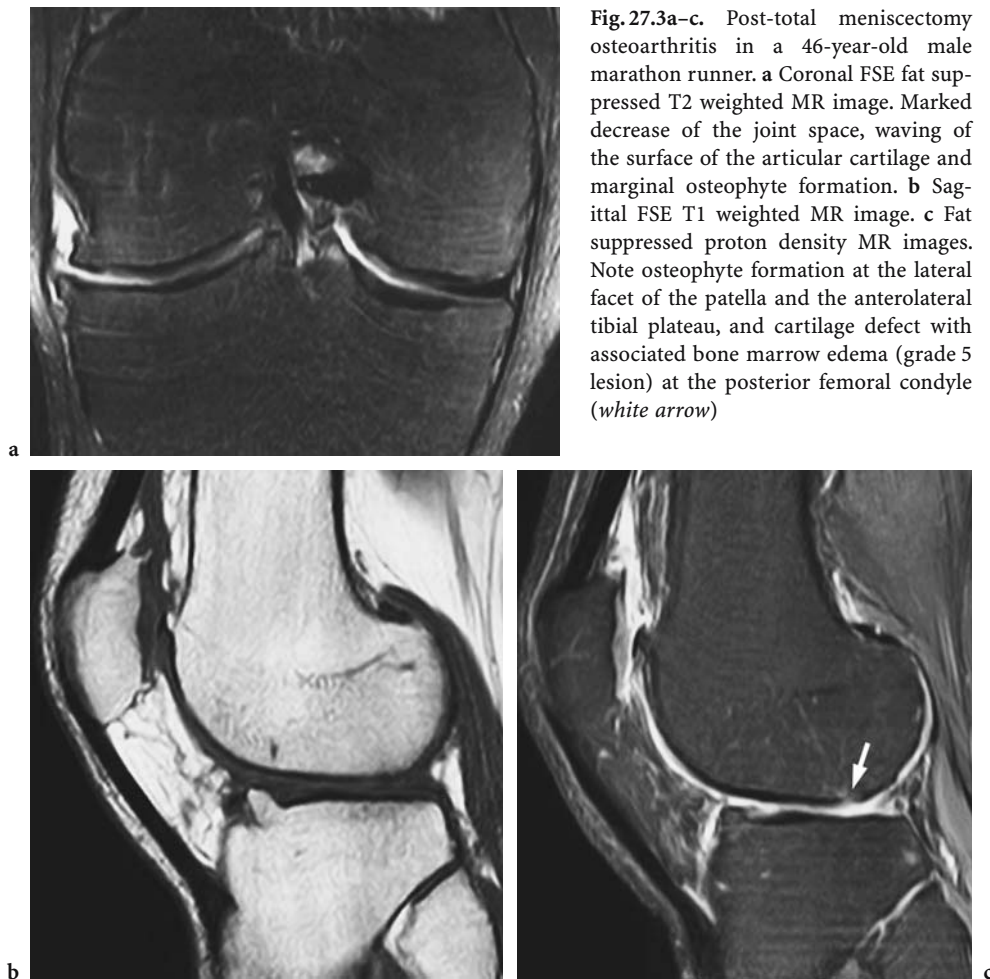 Fig. 27.3a–c. Post-total meniscectomy
osteoarthritis in a 46-year-old male
marathon runner. a Coronal FSE fat sup-
pressed T2 weighted MR image. Marked
decrease of the joint space, waving of
the surface of the articular cartilage and
marginal osteophyte formation. b Sag-
ittal FSE T1 weighted MR image. c Fat
suppressed proton density MR images.
Note osteophyte formation at the lateral
facet of the patella and the anterolateral
tibial plateau, and cartilage defect with
associated bone marrow edema (grade 5
lesion) at the posterior femoral condyle
(white arrow)
a
b
c